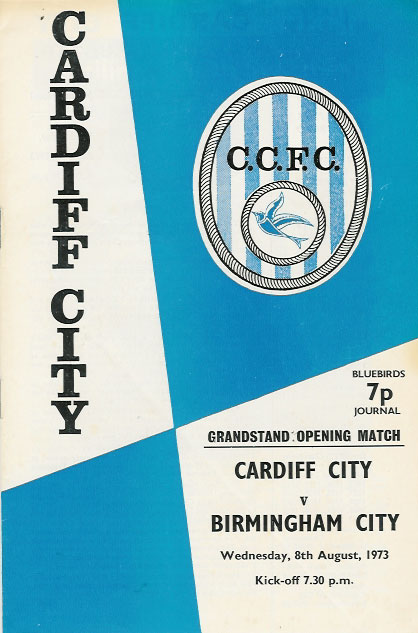 CARDIFF CITY
C.C.F.C.
BLUEBIRDS
7p
JOURNAL
GRANDSTAND OPENING MATCH
CARDIFF CITY
v
BIRMINGHAM CITY
Wednesday, 8th August, 1973
Kick-off 7.30 p.m.